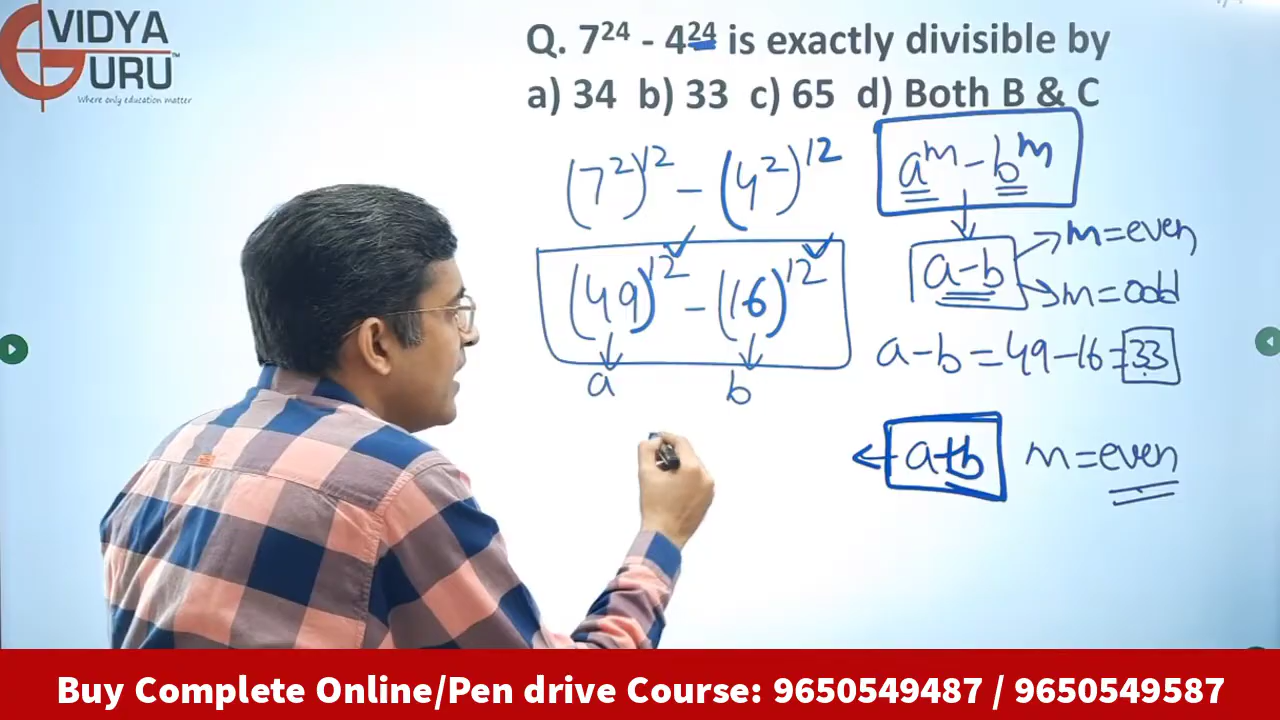 VIDYA
GURU™
Where only education matter
Q. 7²⁴ - 4²⁴ is exactly divisible by
a) 34 b) 33 c) 65 d) Both B & C
(7²)¹² - (4²)¹²
(49)¹² - (16)¹²
a b
aᵐ - bᵐ
a-b
m=even
m=odd
a-b=49-16=33
a+b m=even
Buy Complete Online/Pen drive Course: 9650549487 / 9650549587